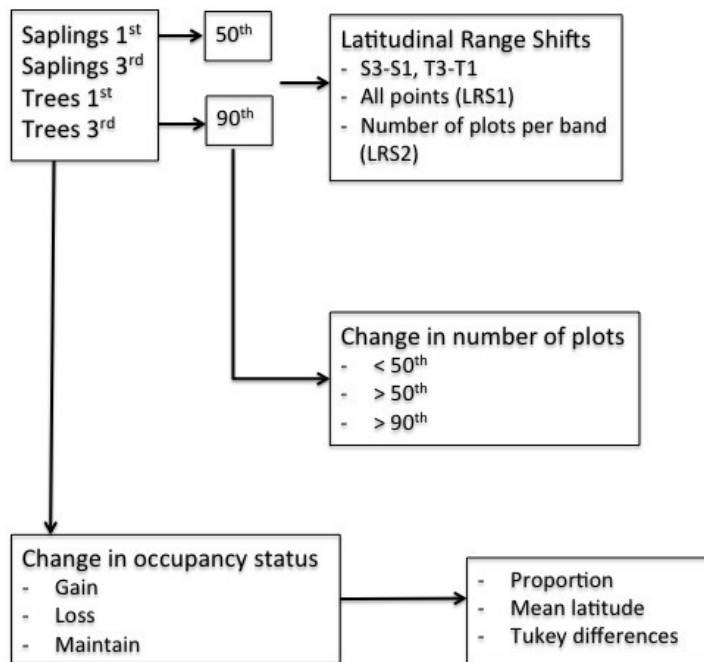 Saplings 1st
Saplings 3rd
Trees 1st
Trees 3rd
50th
90th
Latitudinal Range Shifts
- S3-S1, T3-T1
- All points (LRS1)
- Number of plots per band
(LRS2)
Change in number of plots
- < 50th
- > 50th
- > 90th
Change in occupancy status
- Gain
- Loss
- Maintain
- Proportion
- Mean latitude
- Tukey differences